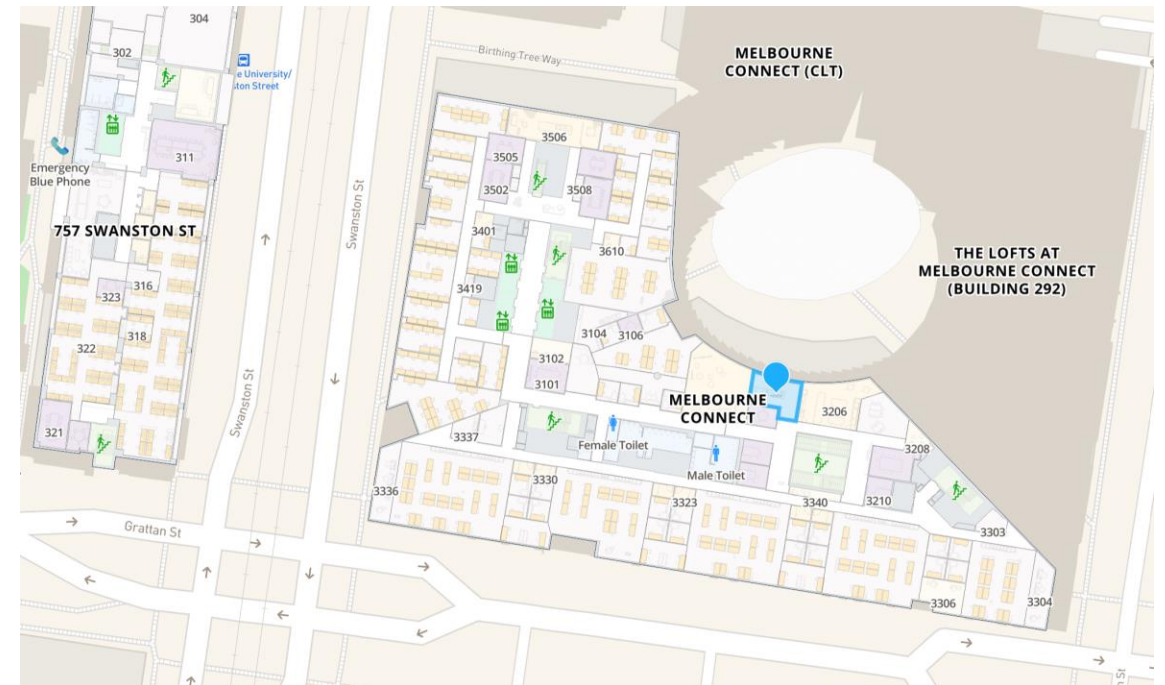 304
302
e University/
ston Street
311
Emergency
Blue Phone
757 SWANSTON ST
316
323
318
322
321
Swanston St
Swanston St
Birthing Tree Way
MELBOURNE
CONNECT (CLT)
3506
3505
3502
3508
3401
3610
3419
THE LOFTS AT
MELBOURNE CONNECT
(BUILDING 292)
3104
3106
3102
3101
MELBOURNE
CONNECT
3206
3337
Female Toilet
Male Toilet
3208
3336
3330
3323
3340
3210
3303
3306
3304
Grattan St